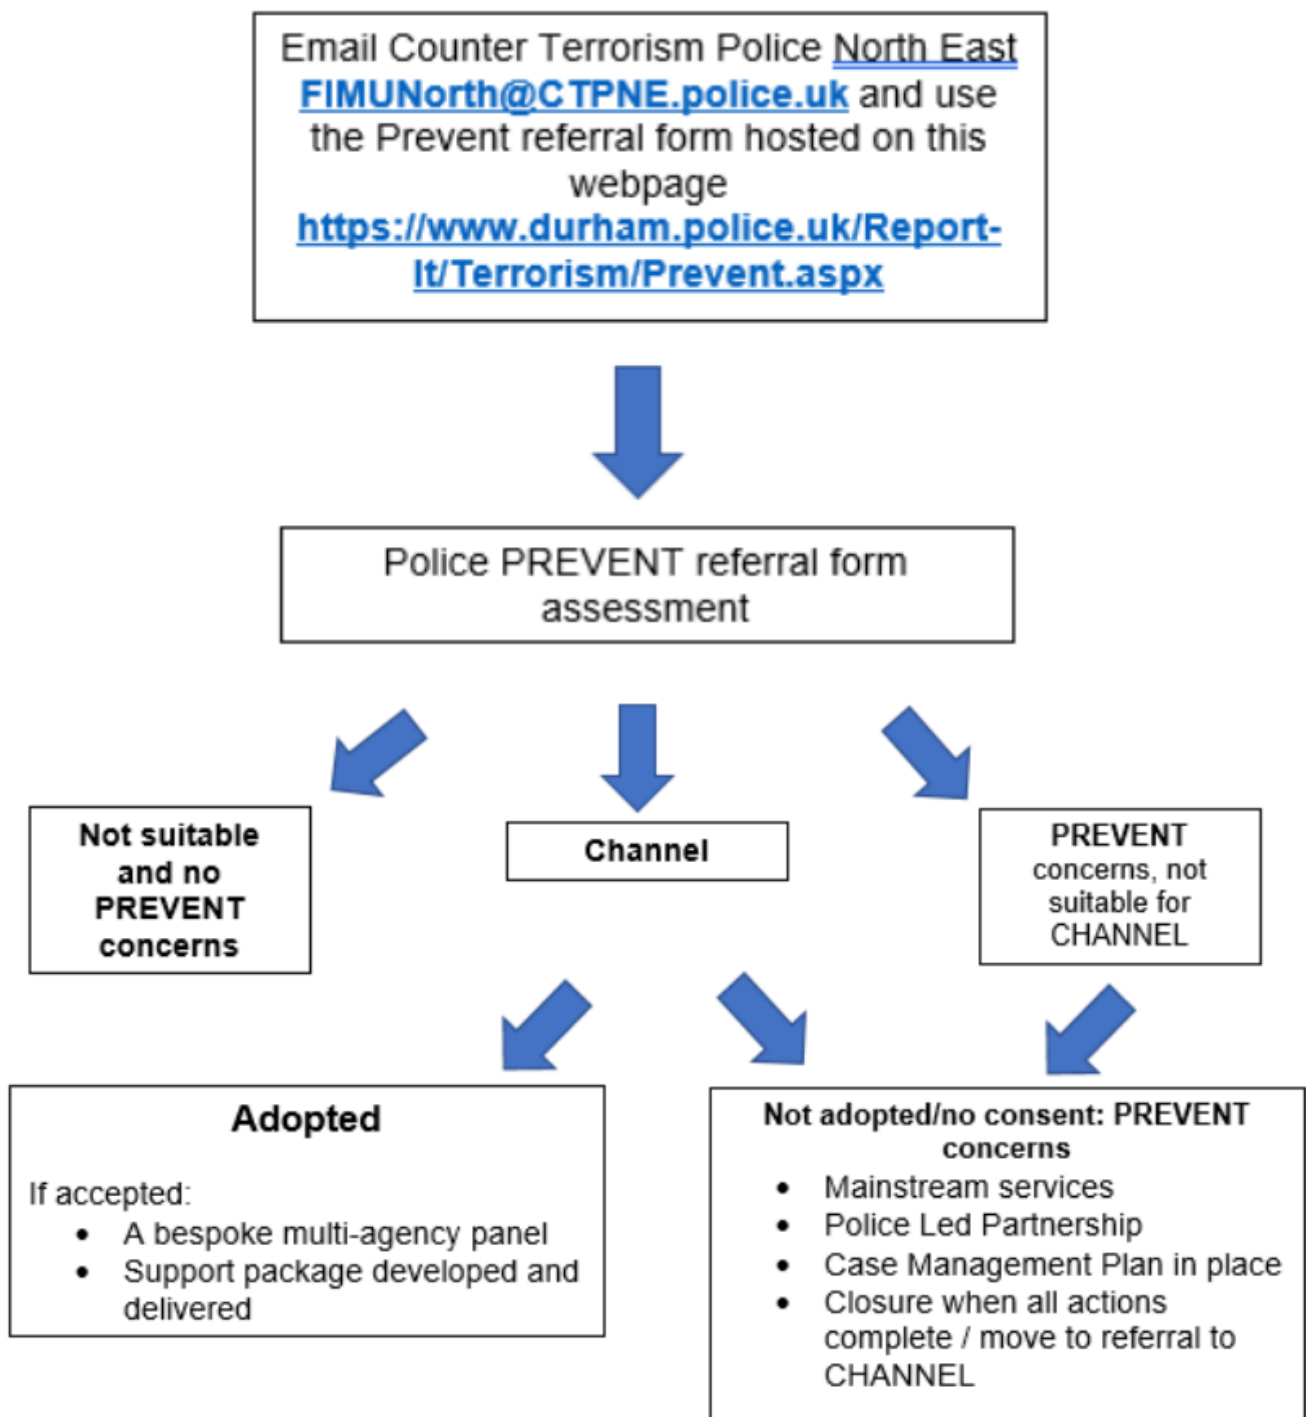 Email Counter Terrorism Police North East
FIMUNorth@CTPNE.police.uk and use
the Prevent referral form hosted on this
webpage
https://www.durham.police.uk/Report-
It/Terrorism/Prevent.aspx
Police PREVENT referral form
assessment
Not suitable
and no
PREVENT
concerns
Channel
PREVENT
concerns, not
suitable for
CHANNEL
Adopted
If accepted:
• A bespoke multi-agency panel
• Support package developed and
delivered
Not adopted/no consent: PREVENT
concerns
• Mainstream services
• Police Led Partnership
• Case Management Plan in place
• Closure when all actions
complete / move to referral to
CHANNEL